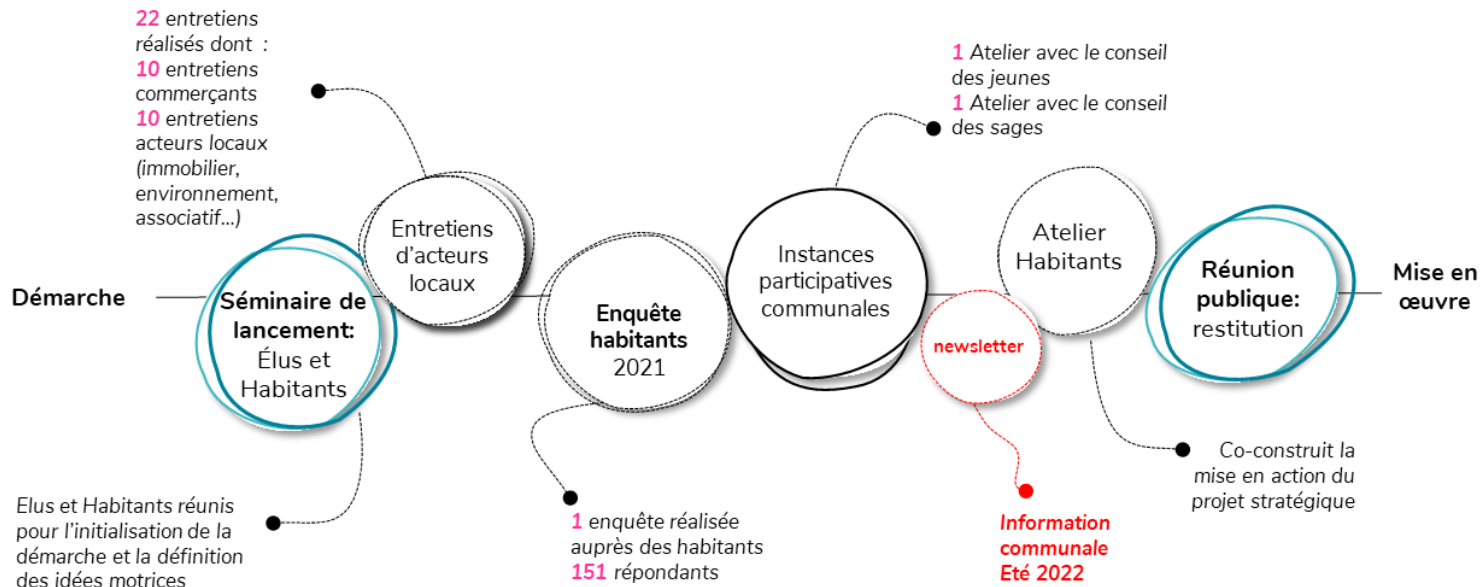 22 entretiens
réalisés dont :
10 entretiens
commerçants
10 entretiens
acteurs locaux
(immobilier,
environnement,
associatif...)
1 Atelier avec le conseil
des jeunes
1 Atelier avec le conseil
des sages
Démarche
Séminaire de
lancement:
Élus et
Habitants
Entretiens
d'acteurs
locaux
Enquête
habitants
2021
Instances
participatives
communales
newsletter
Atelier
Habitants
Réunion
publique:
restitution
Mise en
œuvre
Elus et Habitants réunis
pour l'initialisation de la
démarche et la définition
des idées motrices
1 enquête réalisée
auprès des habitants
151 répondants
Information
communale
Eté 2022
Co-construit la
mise en action du
projet stratégique